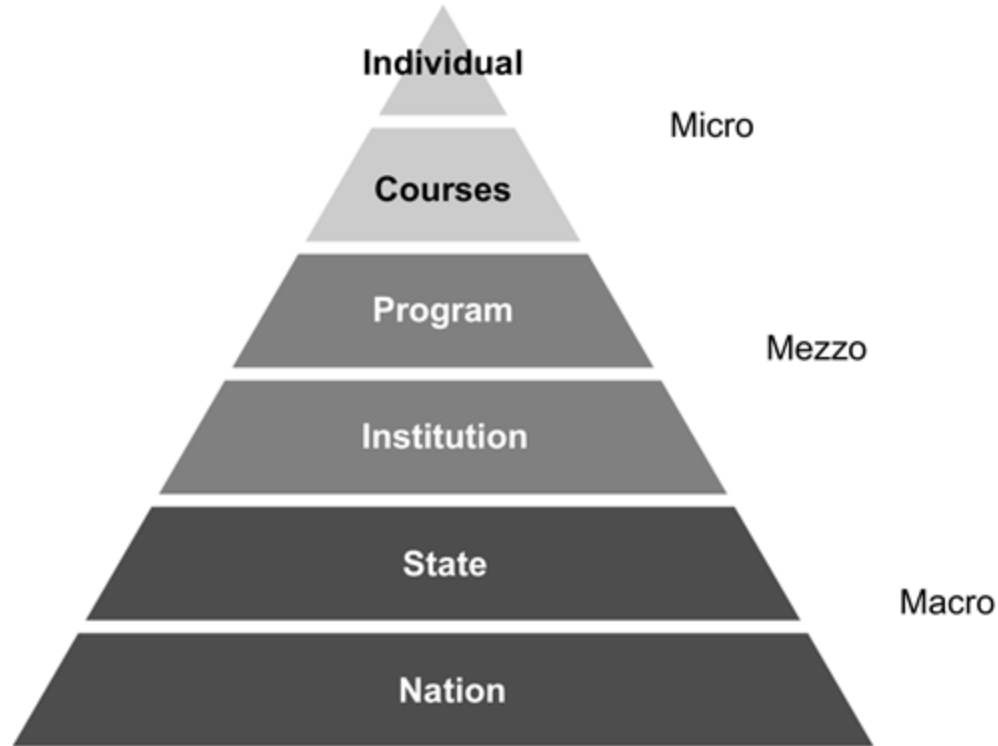 Individual
Micro
Courses
Program
Mezzo
Institution
State
Macro
Nation